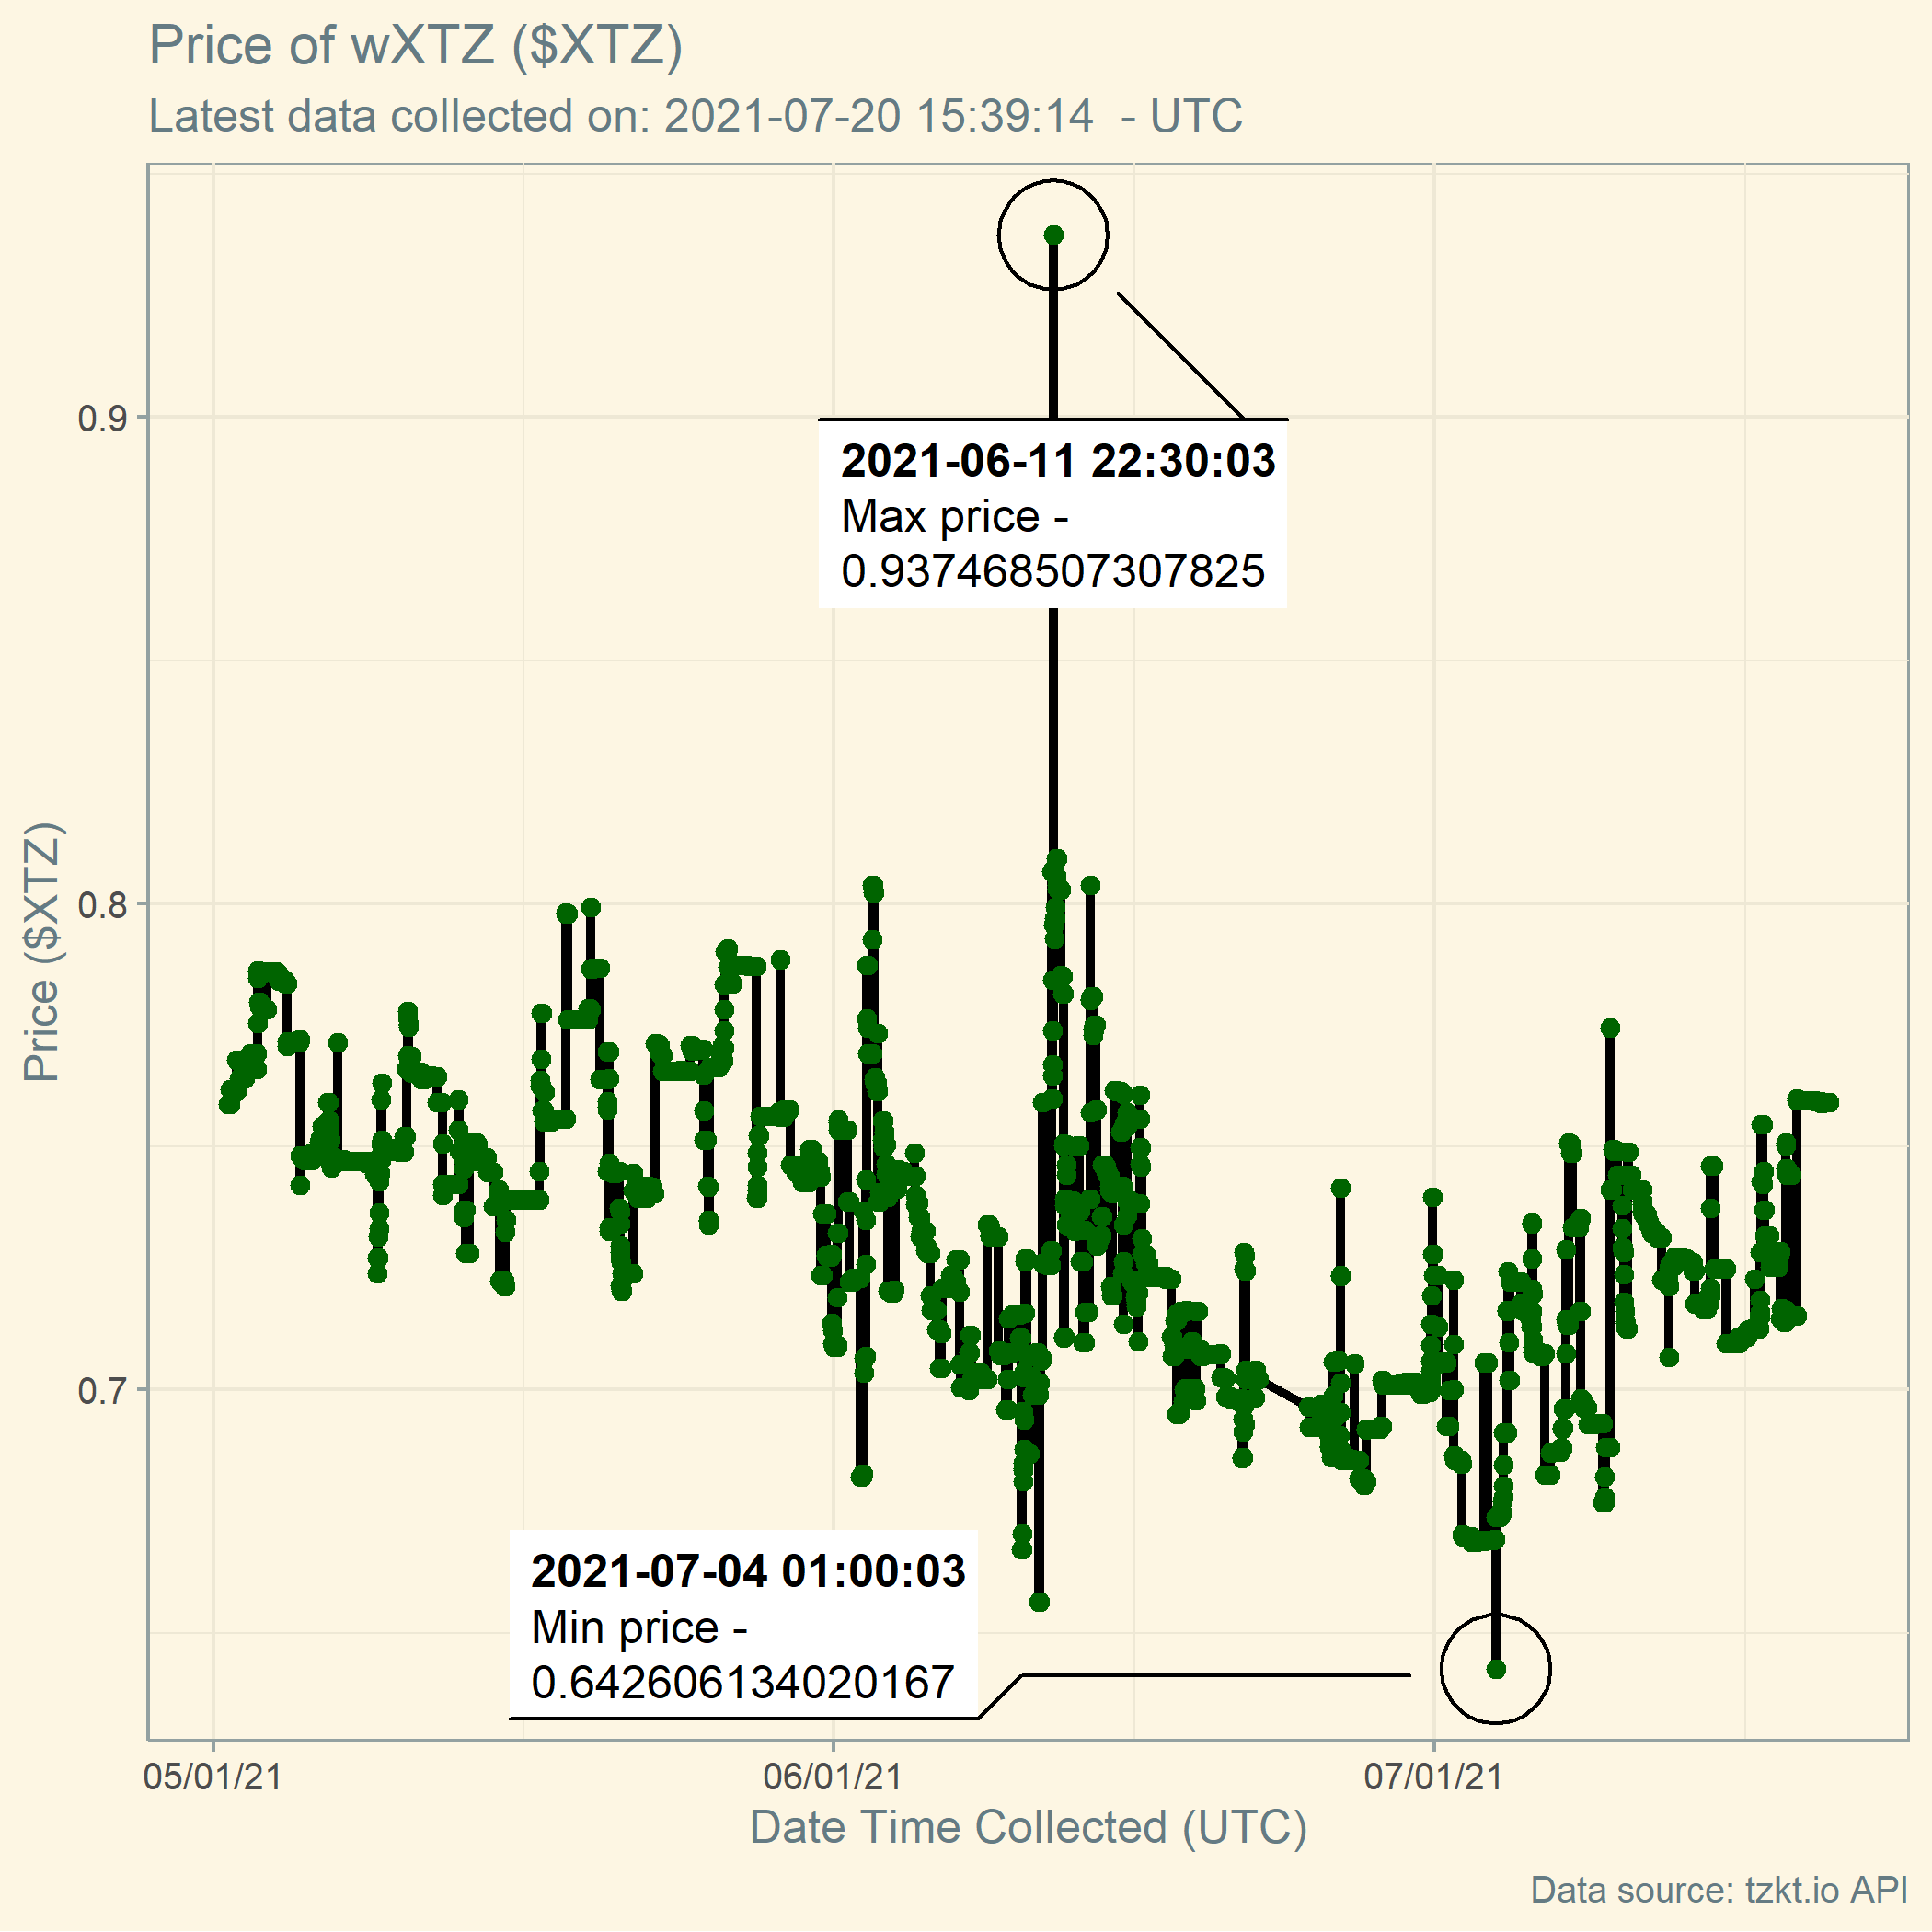 Price of wXTZ ($XTZ)
Latest data collected on: 2021-07-20 15:39:14  - UTC
Price ($XTZ)
0.9
0.8
0.7
2021-06-11 22:30:03
Max price -
0.937468507307825
2021-07-04 01:00:03
Min price -
0.642606134020167
05/01/21
06/01/21
07/01/21
Date Time Collected (UTC)
Data source: tzkt.io API